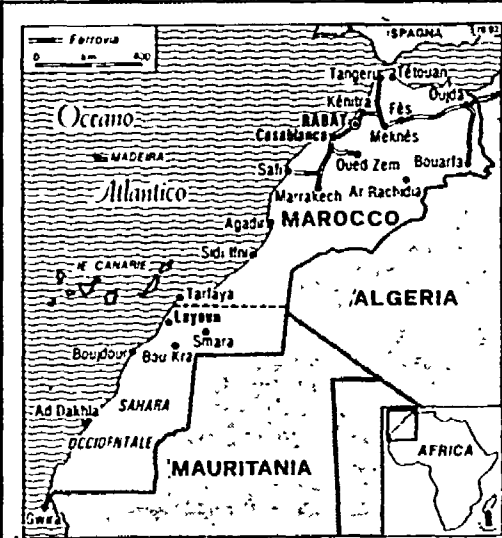 Ferrovia
0 km 400
SPAGNA
Tangeri
Tétouan
Kénitra
Fès
Oujda
RABAT
Casablanca
Meknès
Oceano
MADEIRA
Oued Zem
Bouarfa
Safi
Marrakech
Ar Rachidia
Atlantico
Agadir
MAROCCO
Sidi Ifni
IE CANARIE
Tarfaya
ALGERIA
Layoun
Smara
Boujdour
Bou Kra
Ad Dakhla
SAHARA
OCCIDENTALE
MAURITANIA
AFRICA